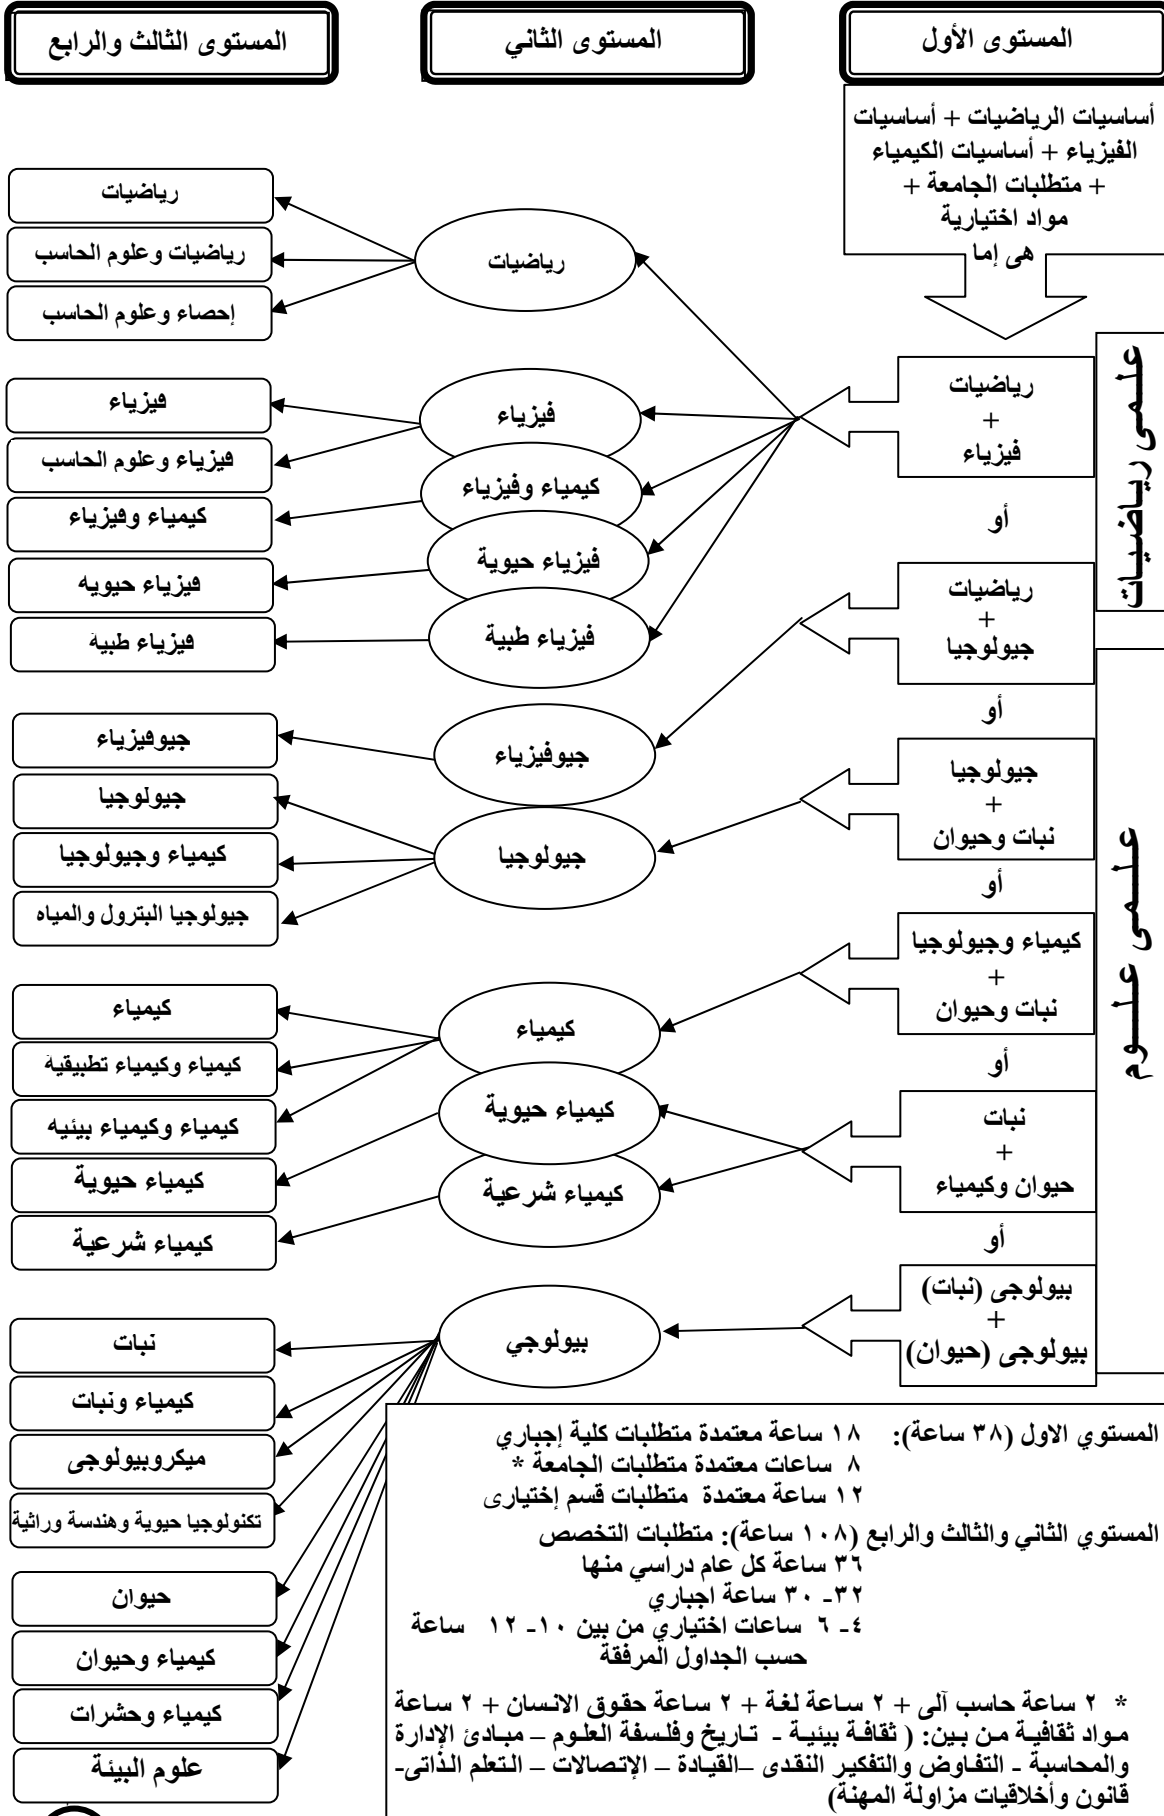 المستوى الأول
المستوى الثاني
المستوى الثالث والرابع
أساسيات الرياضيات + أساسيات
الفيزياء + أساسيات الكيمياء
+ متطلبات الجامعة +
مواد اختيارية
هى إما
علمى رياضيات
رياضيات
+
فيزياء
أو
رياضيات
+
جيولوجيا
أو
علمى علوم
جيولوجيا
+
نبات وحيوان
أو
كيمياء وجيولوجيا
+
نبات وحيوان
أو
نبات
+
حيوان وكيمياء
أو
بيولوجى (نبات)
+
بيولوجى (حيوان)
رياضيات
فيزياء
كيمياء وفيزياء
فيزياء حيوية
فيزياء طبية
جيوفيزياء
جيولوجيا
كيمياء
كيمياء حيوية
كيمياء شرعية
بيولوجي
رياضيات
رياضيات وعلوم الحاسب
إحصاء وعلوم الحاسب
فيزياء
فيزياء وعلوم الحاسب
كيمياء وفيزياء
فيزياء حيويه
فيزياء طبية
جيوفيزياء
جيولوجيا
كيمياء وجيولوجيا
جيولوجيا البترول والمياه
كيمياء
كيمياء وكيمياء تطبيقية
كيمياء وكيمياء بيئيه
كيمياء حيوية
كيمياء شرعية
نبات
كيمياء ونبات
ميكروبيولوجى
تكنولوجيا حيوية وهندسة وراثية
حيوان
كيمياء وحيوان
كيمياء وحشرات
علوم البيئة
المستوي الاول (٣٨ ساعة): ١٨ ساعة معتمدة متطلبات كلية إجباري
٨ ساعات معتمدة متطلبات الجامعة *
١٢ ساعة معتمدة متطلبات قسم إختيارى
المستوي الثاني والثالث والرابع (١٠٨ ساعة): متطلبات التخصص
٣٦ ساعة كل عام دراسي منها
٣٢- ٣٠ ساعة اجباري
٤- ٦ ساعات اختياري من بين ١٠- ١٢ ساعة
حسب الجداول المرفقة
* ٢ ساعة حاسب آلى + ٢ ساعة لغة + ٢ ساعة حقوق الانسان + ٢ ساعة
مواد ثقافية من بين: ( ثقافة بيئية - تاريخ وفلسفة العلوم – مبادئ الإدارة
والمحاسبة - التفاوض والتفكير النقدى –القيادة – الإتصالات – التعلم الذاتى-
قانون وأخلاقيات مزاولة المهنة)